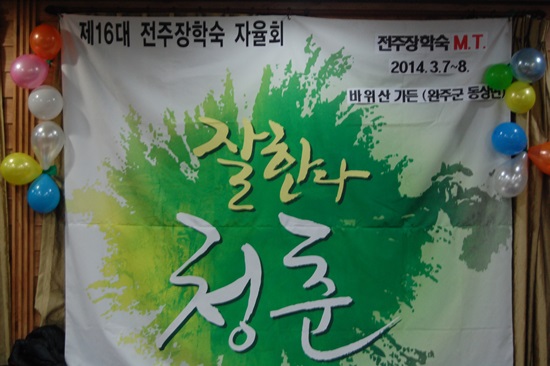 제16대 전주장학숙 자율회
전주장학숙 M.T.
2014.3.7~8.
바위산 가든 (완주군 동상면)
잘한다
청춘